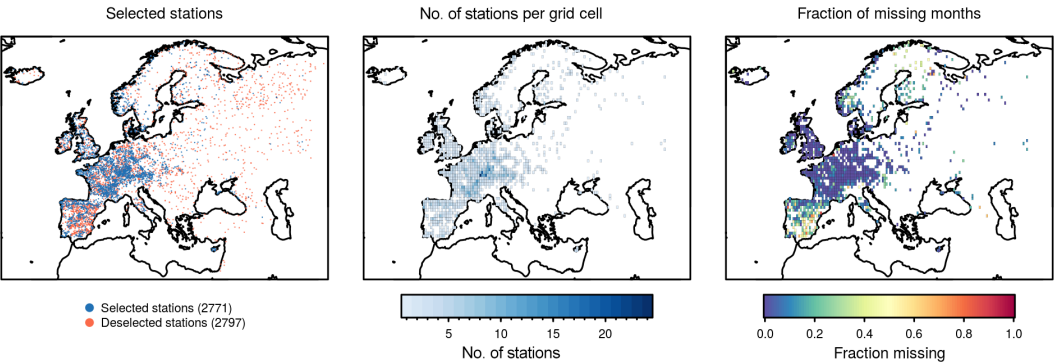 Selected stations
No. of stations per grid cell
Fraction of missing months
Selected stations (2771)
Deselected stations (2797)
5 10 15 20
No. of stations
0.0 0.2 0.4 0.6 0.8 1.0
Fraction missing